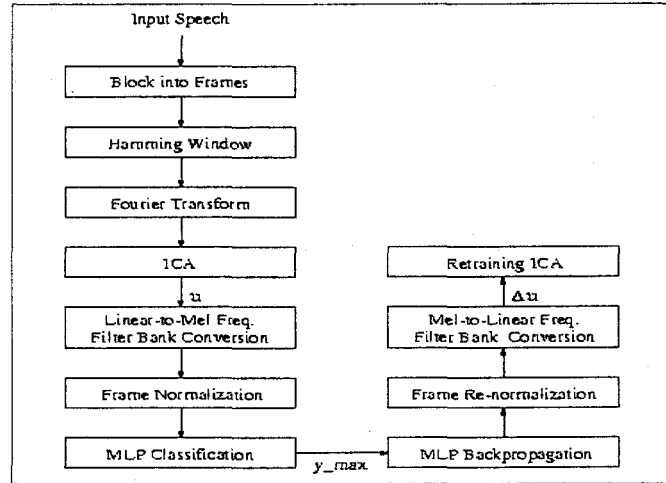 Input Speech
Block into Frames
Hamming Window
Fourier Transform
ICA
u
Linear-to-Mel Freq.
Filter Bank Conversion
Frame Normalization
MLP Classification
y_max
Retraining ICA
Δu
Mel-to-Linear Freq.
Filter Bank Conversion
Frame Re-normalization
MLP Backpropagation